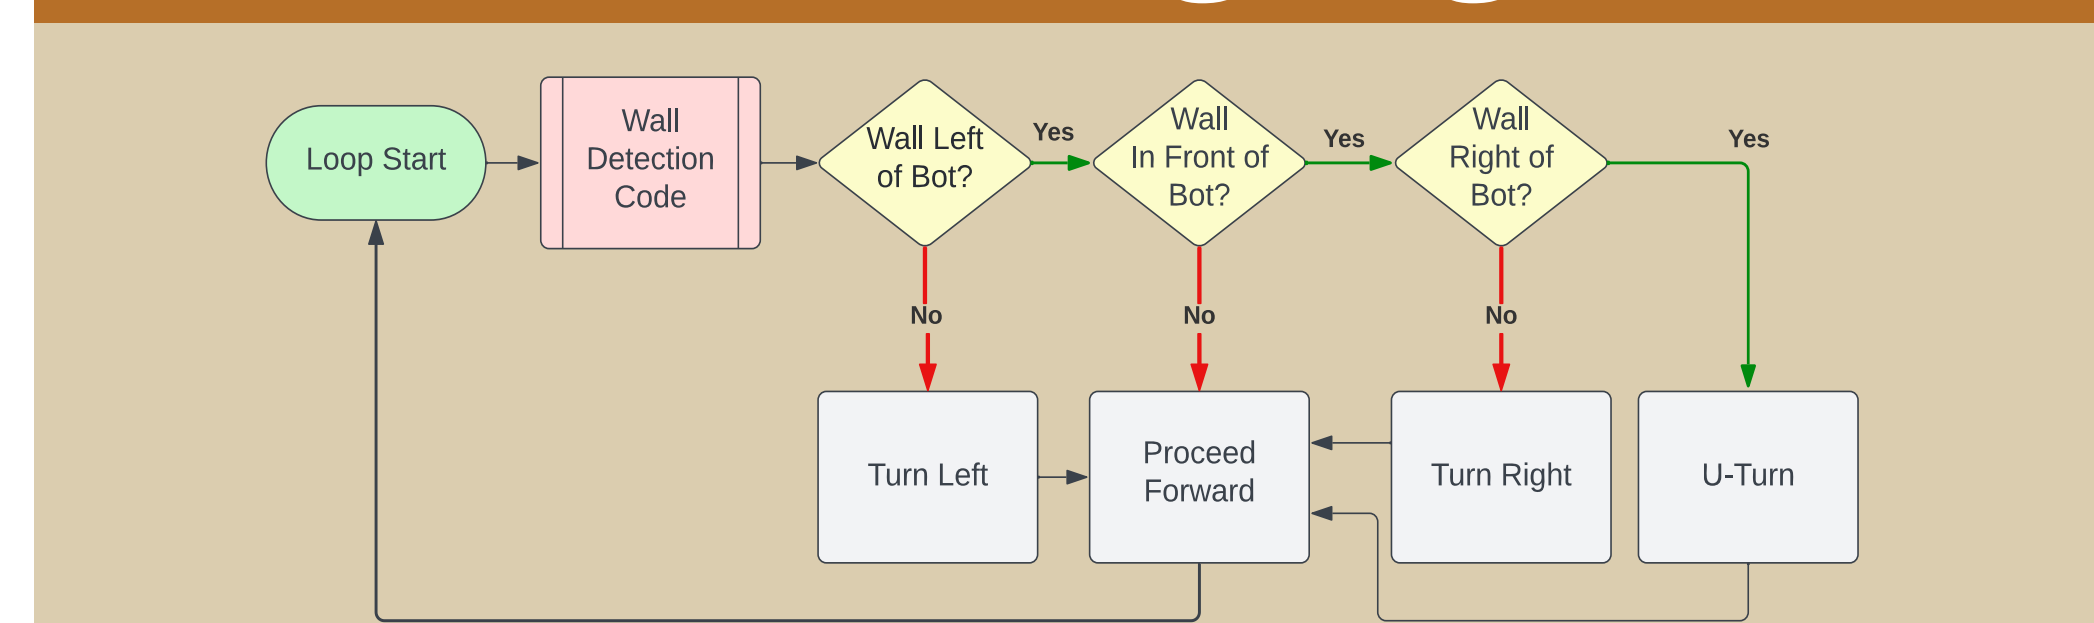 Loop Start
Wall
Detection
Code
Wall Left
of Bot?
Yes
Wall
In Front of
Bot?
Yes
Wall
Right of
Bot?
Yes
No
No
No
Turn Left
Proceed
Forward
Turn Right
U-Turn